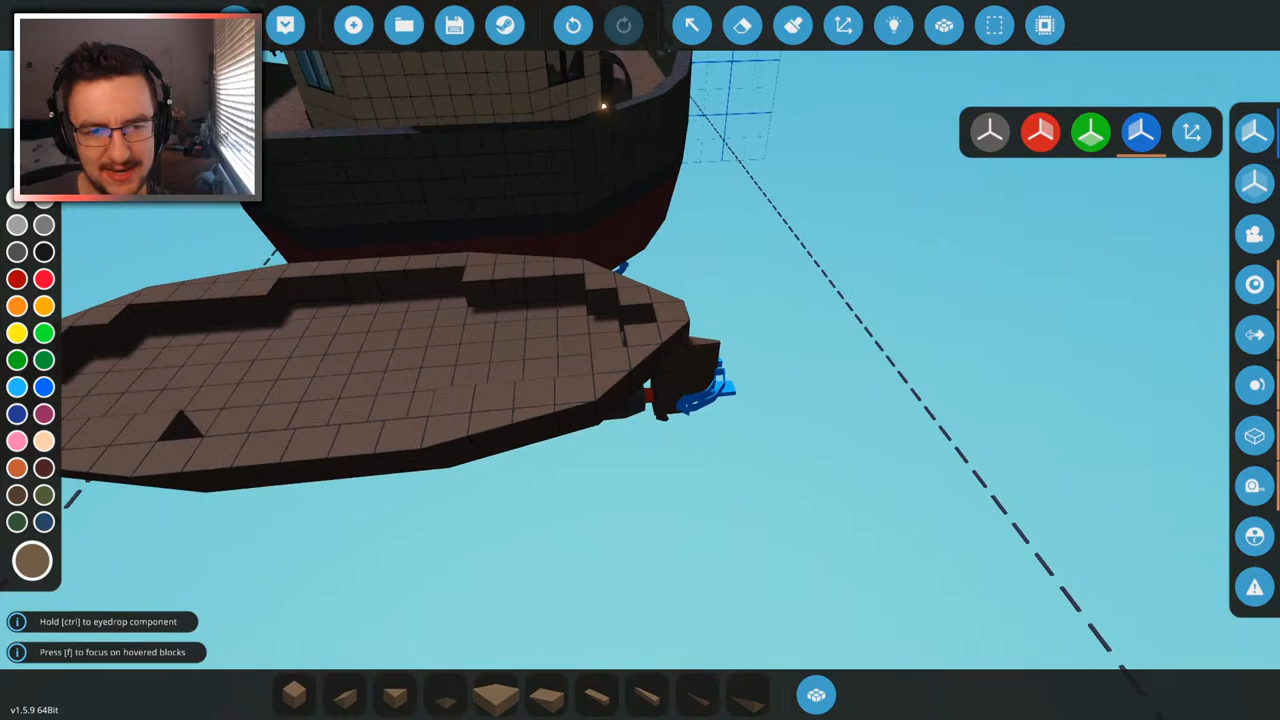 Hold [ctrl] to eyedrop component
Press [f] to focus on hovered blocks
v1.5.9 64Bit